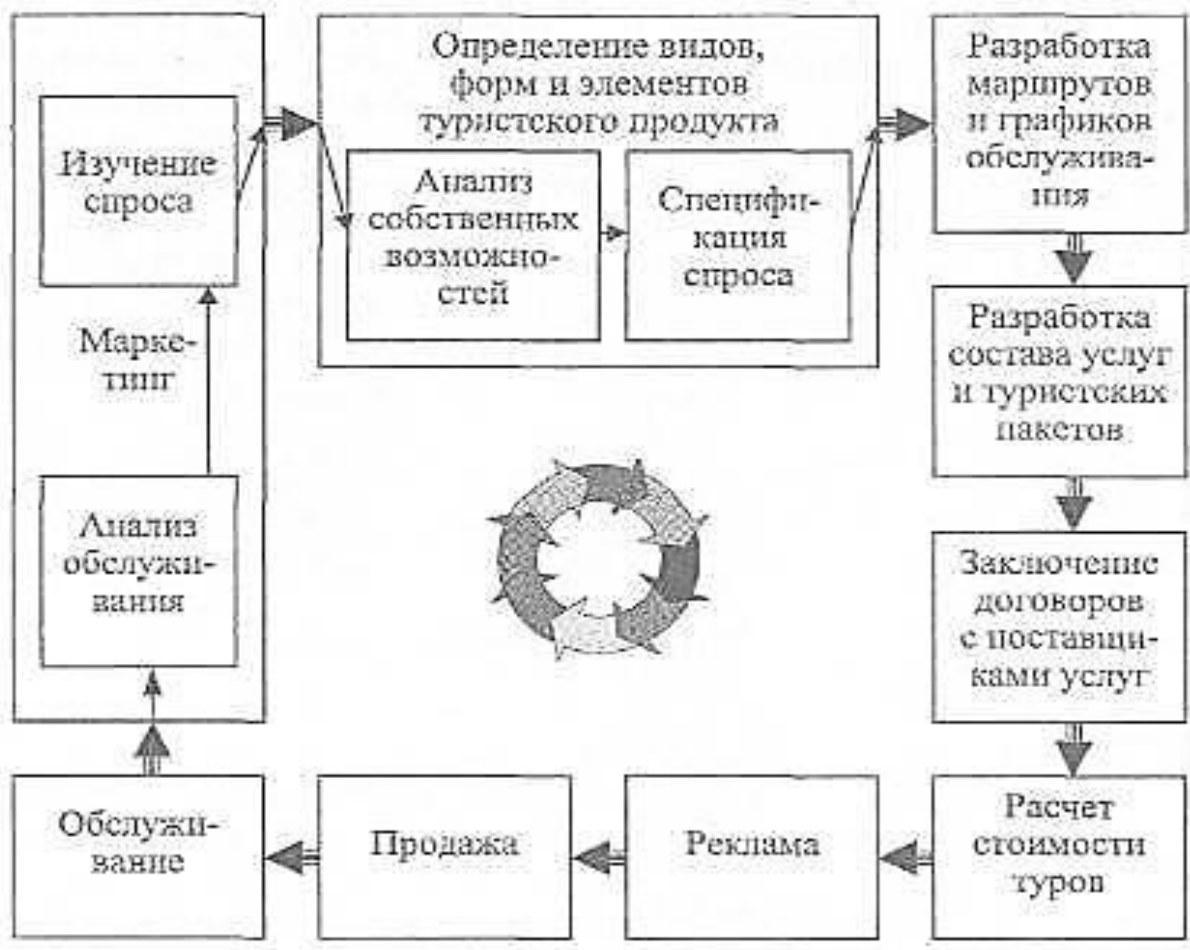 Изучение
спроса
Марке-
тинг
Анализ
обслужи-
вания
Определение видов,
форм и элементов
туристского продукта
Анализ
собственных
возможно-
стей
Специфи-
кация
спроса
Разработка
маршрутов
и графиков
обслужива-
ния
Разработка
состава услуг
и туристских
пакетов
Заключение
договоров
с поставщи-
ками услуг
Расчет
стоимости
туров
Реклама
Продажа
Обслужи-
вание